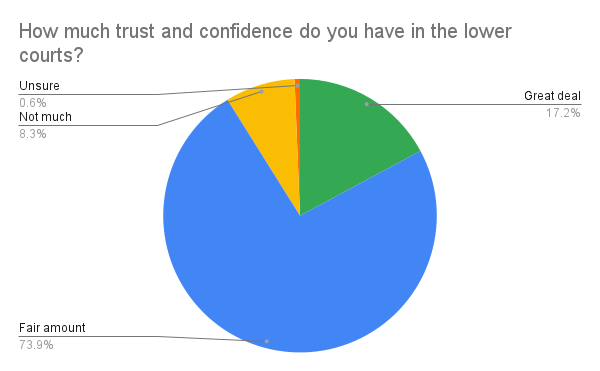 How much trust and confidence do you have in the lower
courts?
Unsure
0.6%
Not much
8.3%
Great deal
17.2%
Fair amount
73.9%